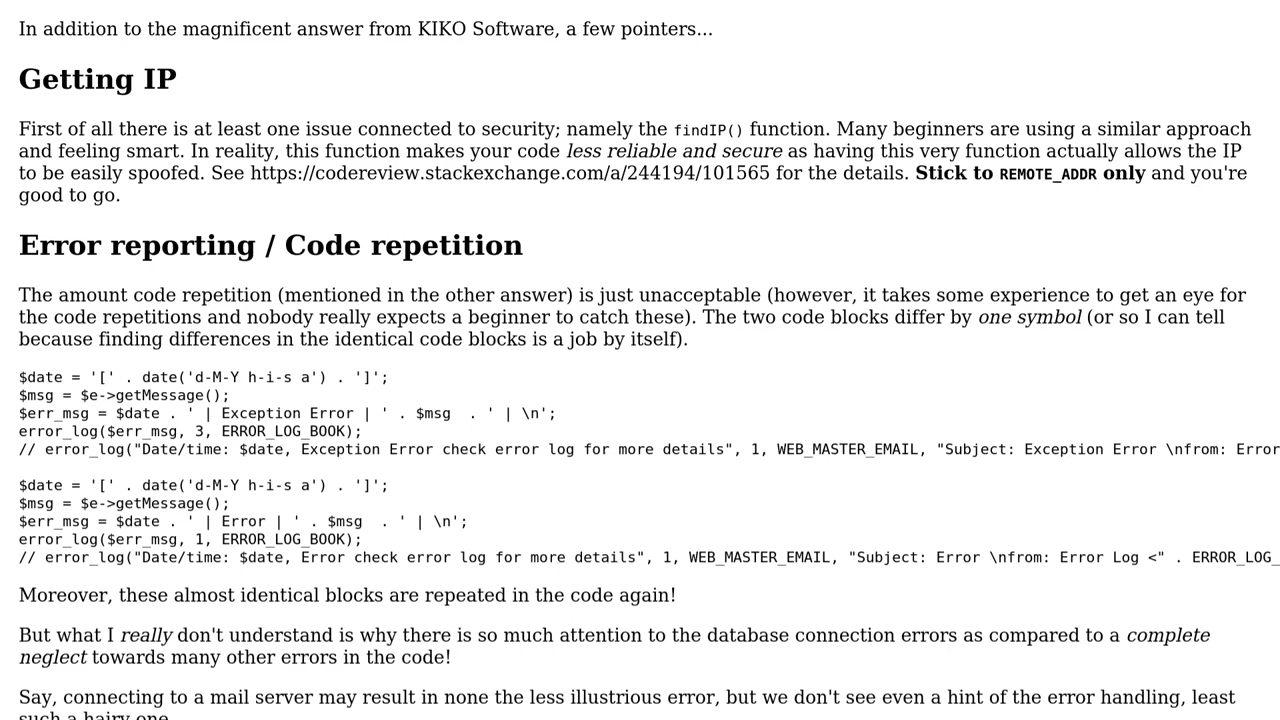 In addition to the magnificent answer from KIKO Software, a few pointers...
Getting IP
First of all there is at least one issue connected to security; namely the findIP() function. Many beginners are using a similar approach
and feeling smart. In reality, this function makes your code less reliable and secure as having this very function actually allows the IP
to be easily spoofed. See https://codereview.stackexchange.com/a/244194/101565 for the details. Stick to REMOTE_ADDR only and you're
good to go.
Error reporting / Code repetition
The amount code repetition (mentioned in the other answer) is just unacceptable (however, it takes some experience to get an eye for
the code repetitions and nobody really expects a beginner to catch these). The two code blocks differ by one symbol (or so I can tell
because finding differences in the identical code blocks is a job by itself).
$date = '[' . date('d-M-Y h-i-s a') . ']';
$msg = $e->getMessage();
$err_msg = $date . ' | Exception Error | ' . $msg  . ' | \n';
error_log($err_msg, 3, ERROR_LOG_BOOK);
// error_log("Date/time: $date, Exception Error check error log for more details", 1, WEB_MASTER_EMAIL, "Subject: Exception Error \nfrom: Error
$date = '[' . date('d-M-Y h-i-s a') . ']';
$msg = $e->getMessage();
$err_msg = $date . ' | Error | ' . $msg  . ' | \n';
error_log($err_msg, 1, ERROR_LOG_BOOK);
// error_log("Date/time: $date, Error check error log for more details", 1, WEB_MASTER_EMAIL, "Subject: Error \nfrom: Error Log <" . ERROR_LOG_
Moreover, these almost identical blocks are repeated in the code again!
But what I really don't understand is why there is so much attention to the database connection errors as compared to a complete
neglect towards many other errors in the code!
Say, connecting to a mail server may result in none the less illustrious error, but we don't see even a hint of the error handling, least
such a hairy one.